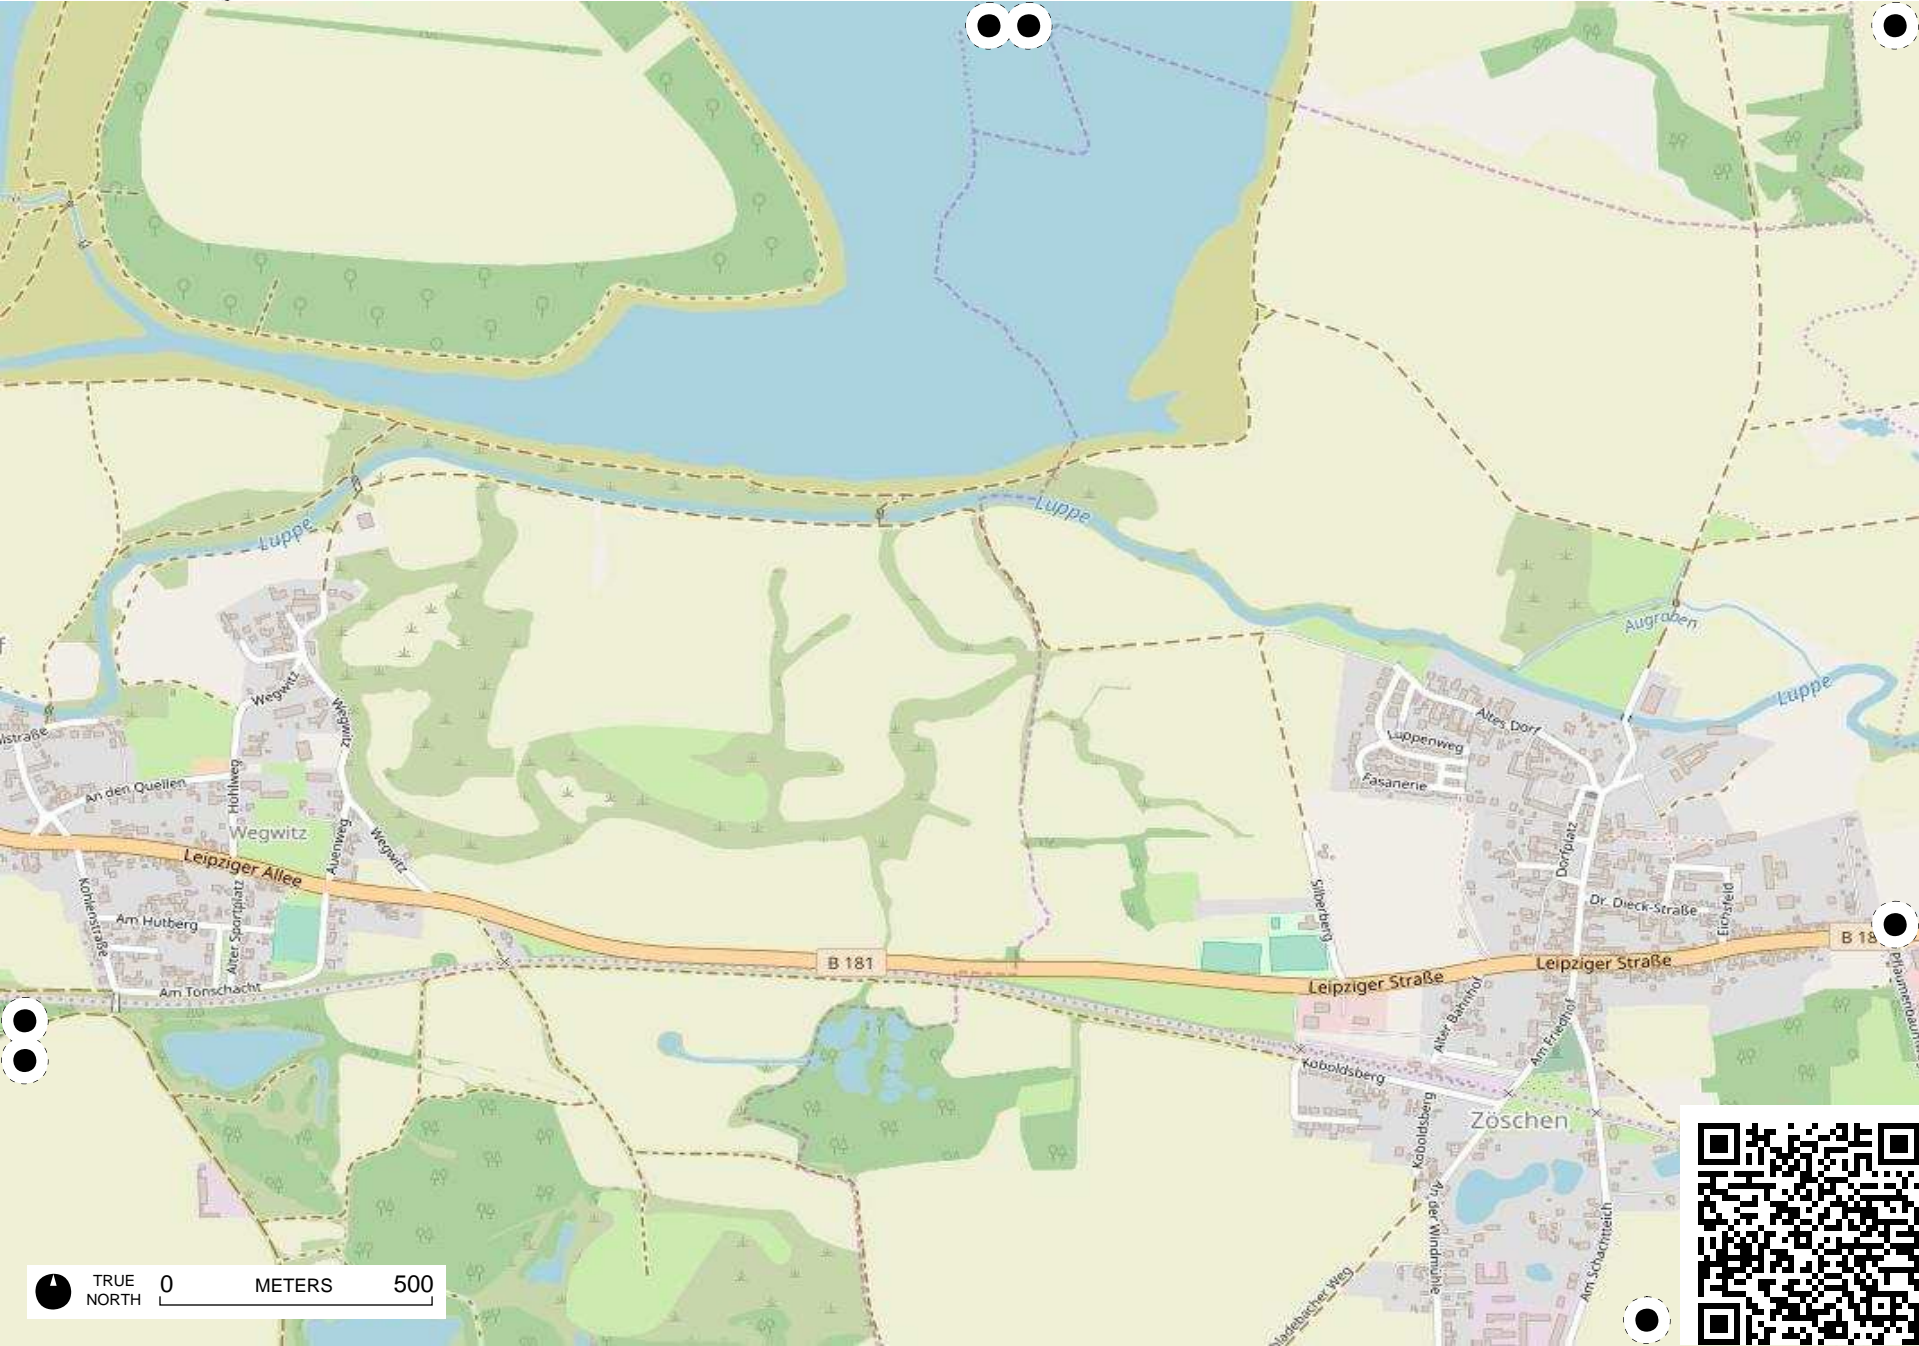 Luppe
Luppe
Augraben
Luppe
Altes Dorf
Luppenweg
Fasanerie
Wegwitz
Wegwitz
An den Quellen
Hohlweg
Wegwitz
Auenweg
Wegwitz
Leipziger Allee
Kohlenstraße
Am Hutberg
Alter Sportplatz
Am Tonschacht
B 181
Silberberg
Dorfplatz
Dr. Dieck-Straße
Eichsfeld
B 18
Leipziger Straße
Leipziger Straße
Alter Bahnhof
Am Friedhof
Koboldsberg
Koboldsberg
Zöschen
An der Windmühle
Am Schachtteich
TRUE NORTH
0 METERS 500